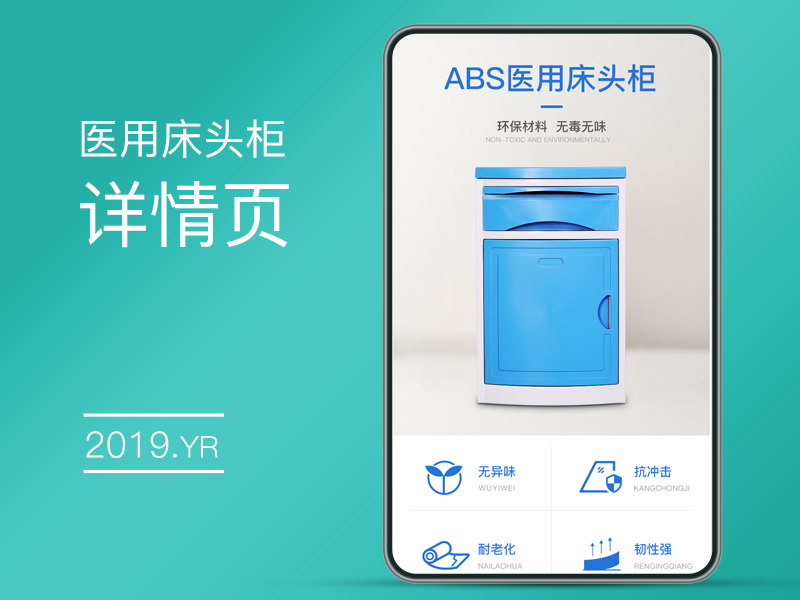 医用床头柜
详情页
2019.YR
ABS医用床头柜
环保材料 无毒无味
NON-TOXIC AND ENVIRONMENTALLY
无异味
WUYIWEI
抗冲击
KANGCHONGJI
耐老化
NAILAOHUA
韧性强
RENGINGQIANG